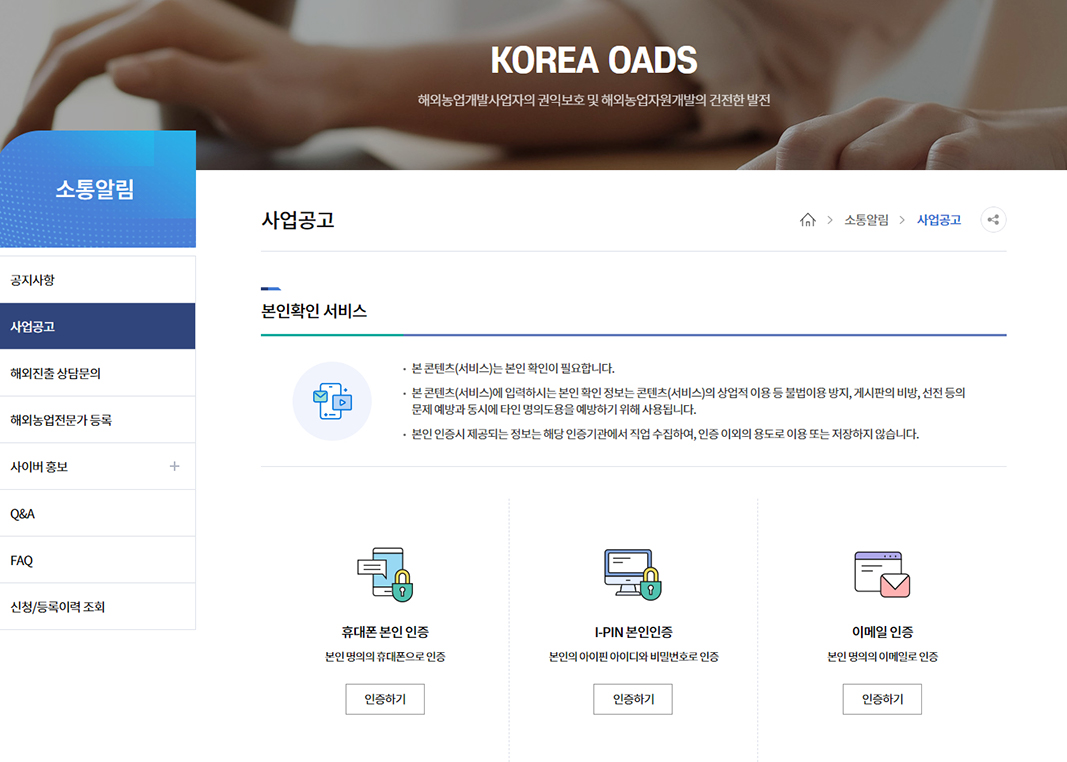 KOREA OADS
해외농업개발사업자의 권익보호 및 해외농업자원개발의 건전한 발전
소통알림
공지사항
사업공고
해외진출 상담문의
해외농업전문가 등록
사이버 홍보
Q&A
FAQ
신청/등록이력 조회
사업공고
소통알림 > 사업공고
본인확인 서비스
· 본 콘텐츠(서비스)는 본인 확인이 필요합니다.
· 본 콘텐츠(서비스)에 입력하시는 본인 확인 정보는 콘텐츠(서비스)의 상업적 이용 등 불법이용 방지, 게시판의 비방, 선전 등의
문제 예방과 동시에 타인 명의도용을 예방하기 위해 사용됩니다.
· 본인 인증시 제공되는 정보는 해당 인증기관에서 직업 수집하여, 인증 이외의 용도로 이용 또는 저장하지 않습니다.
휴대폰 본인 인증
본인 명의의 휴대폰으로 인증
인증하기
I-PIN 본인인증
본인의 아이핀 아이디와 비밀번호로 인증
인증하기
이메일 인증
본인 명의의 이메일로 인증
인증하기